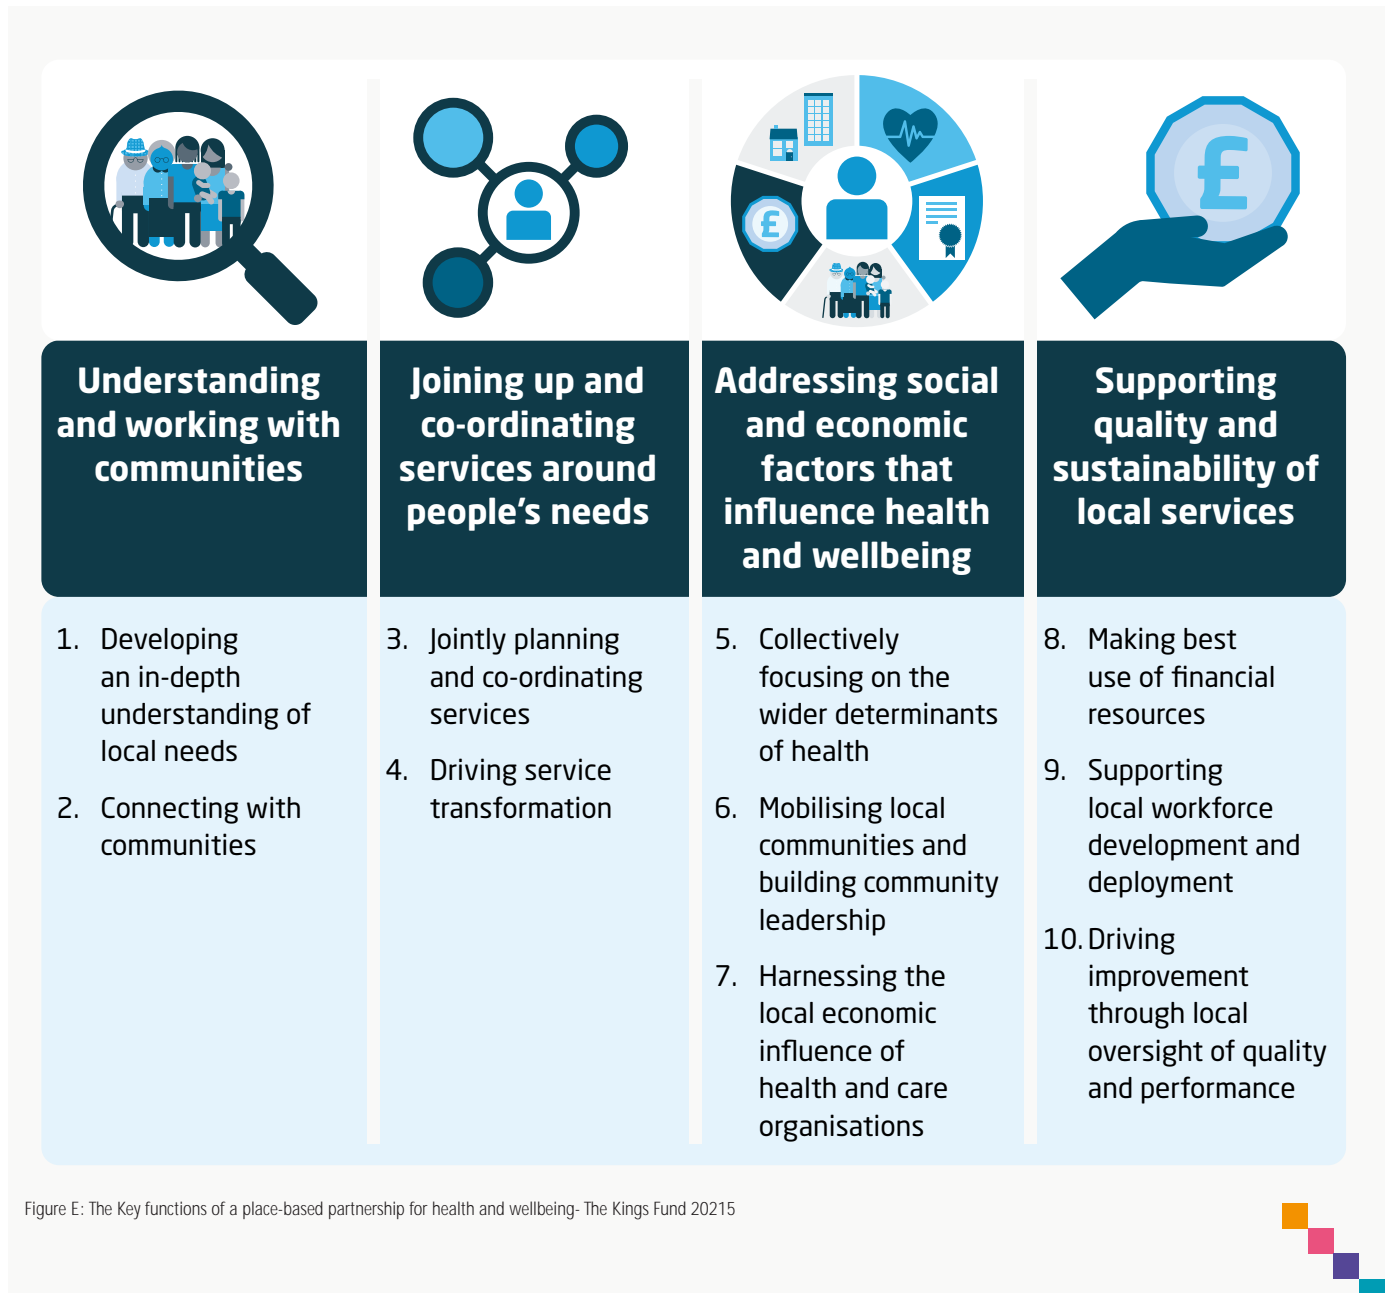 £
£
Understanding
and working with
communities
Joining up and
co-ordinating
services around
people's needs
Addressing social
and economic
factors that
influence health
and wellbeing
Supporting
quality and
sustainability of
local services
1. Developing
an in-depth
understanding of
local needs
2. Connecting with
communities
3. Jointly planning
and co-ordinating
services
4. Driving service
transformation
5. Collectively
focusing on the
wider determinants
of health
6. Mobilising local
communities and
building community
leadership
7. Harnessing the
local economic
influence of
health and care
organisations
8. Making best
use of financial
resources
9. Supporting
local workforce
development and
deployment
10. Driving
improvement
through local
oversight of quality
and performance
Figure E: The Key functions of a place-based partnership for health and wellbeing- The Kings Fund 20215